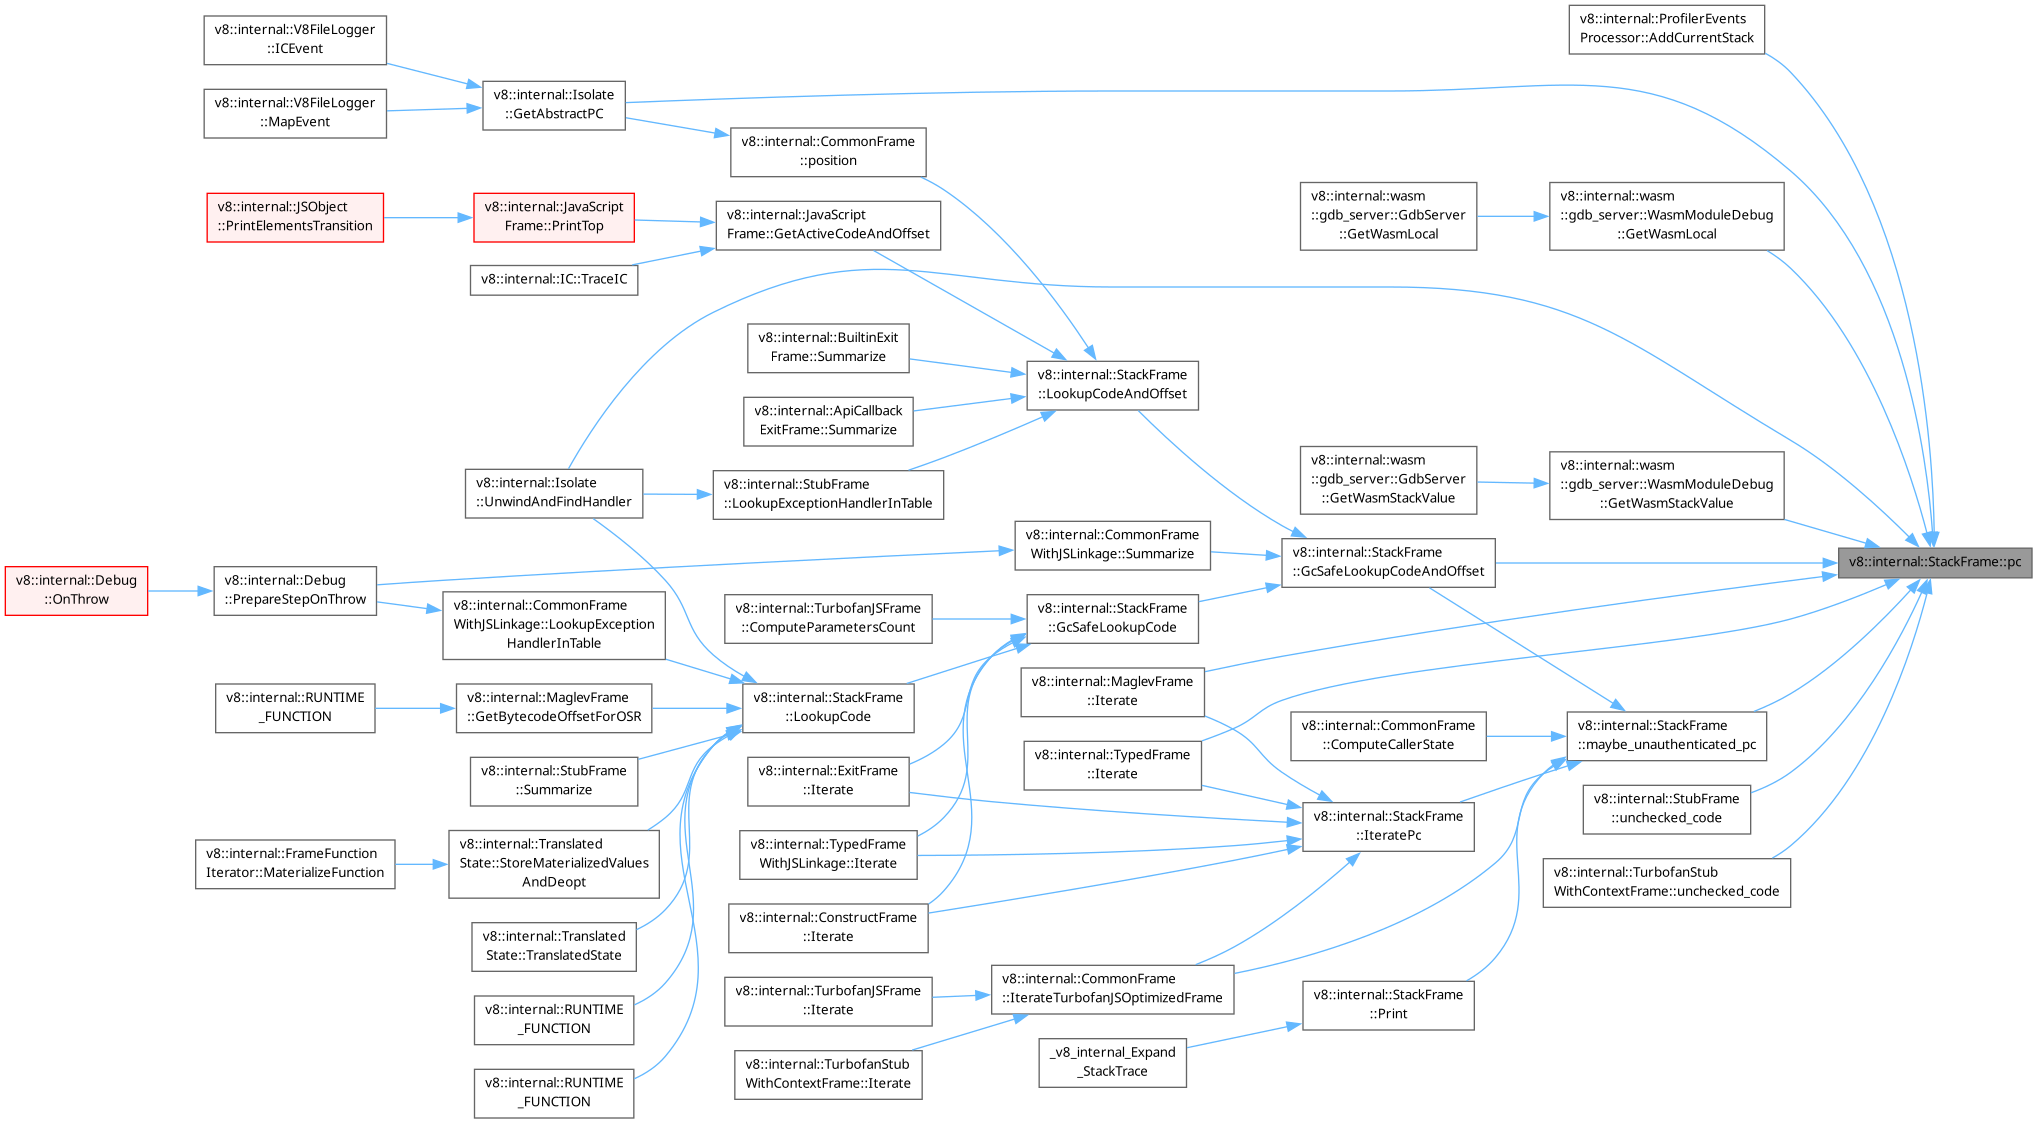 v8::internal::V8FileLogger
::ICEvent
v8::internal::V8FileLogger
::MapEvent
v8::internal::JSObject
::PrintElementsTransition
v8::internal::Debug
::OnThrow
v8::internal::Debug
::PrepareStepOnThrow
v8::internal::RUNTIME
_FUNCTION
v8::internal::FrameFunction
Iterator::MaterializeFunction
v8::internal::Isolate
::GetAbstractPC
v8::internal::JavaScript
Frame::PrintTop
v8::internal::IC::TraceIC
v8::internal::Isolate
::UnwindAndFindHandler
v8::internal::CommonFrame
WithJSLinkage::LookupException
HandlerInTable
v8::internal::MaglevFrame
::GetBytecodeOffsetForOSR
v8::internal::StubFrame
::Summarize
v8::internal::Translated
State::StoreMaterializedValues
AndDeopt
v8::internal::Translated
State::TranslatedState
v8::internal::RUNTIME
_FUNCTION
v8::internal::RUNTIME
_FUNCTION
v8::internal::CommonFrame
::position
v8::internal::JavaScript
Frame::GetActiveCodeAndOffset
v8::internal::BuiltinExit
Frame::Summarize
v8::internal::ApiCallback
ExitFrame::Summarize
v8::internal::StubFrame
::LookupExceptionHandlerInTable
v8::internal::TurbofanJSFrame
::ComputeParametersCount
v8::internal::StackFrame
::LookupCode
v8::internal::ExitFrame
::Iterate
v8::internal::TypedFrame
WithJSLinkage::Iterate
v8::internal::ConstructFrame
::Iterate
v8::internal::TurbofanJSFrame
::Iterate
v8::internal::TurbofanStub
WithContextFrame::Iterate
v8::internal::StackFrame
::LookupCodeAndOffset
v8::internal::CommonFrame
WithJSLinkage::Summarize
v8::internal::StackFrame
::GcSafeLookupCode
v8::internal::MaglevFrame
::Iterate
v8::internal::TypedFrame
::Iterate
v8::internal::CommonFrame
::IterateTurbofanJSOptimizedFrame
_v8_internal_Expand
_StackTrace
v8::internal::wasm
::gdb_server::GdbServer
::GetWasmLocal
v8::internal::wasm
::gdb_server::GdbServer
::GetWasmStackValue
v8::internal::StackFrame
::GcSafeLookupCodeAndOffset
v8::internal::CommonFrame
::ComputeCallerState
v8::internal::StackFrame
::IteratePc
v8::internal::StackFrame
::Print
v8::internal::ProfilerEvents
Processor::AddCurrentStack
v8::internal::wasm
::gdb_server::WasmModuleDebug
::GetWasmLocal
v8::internal::wasm
::gdb_server::WasmModuleDebug
::GetWasmStackValue
v8::internal::StackFrame
::maybe_unauthenticated_pc
v8::internal::StubFrame
::unchecked_code
v8::internal::TurbofanStub
WithContextFrame::unchecked_code
v8::internal::StackFrame::pc